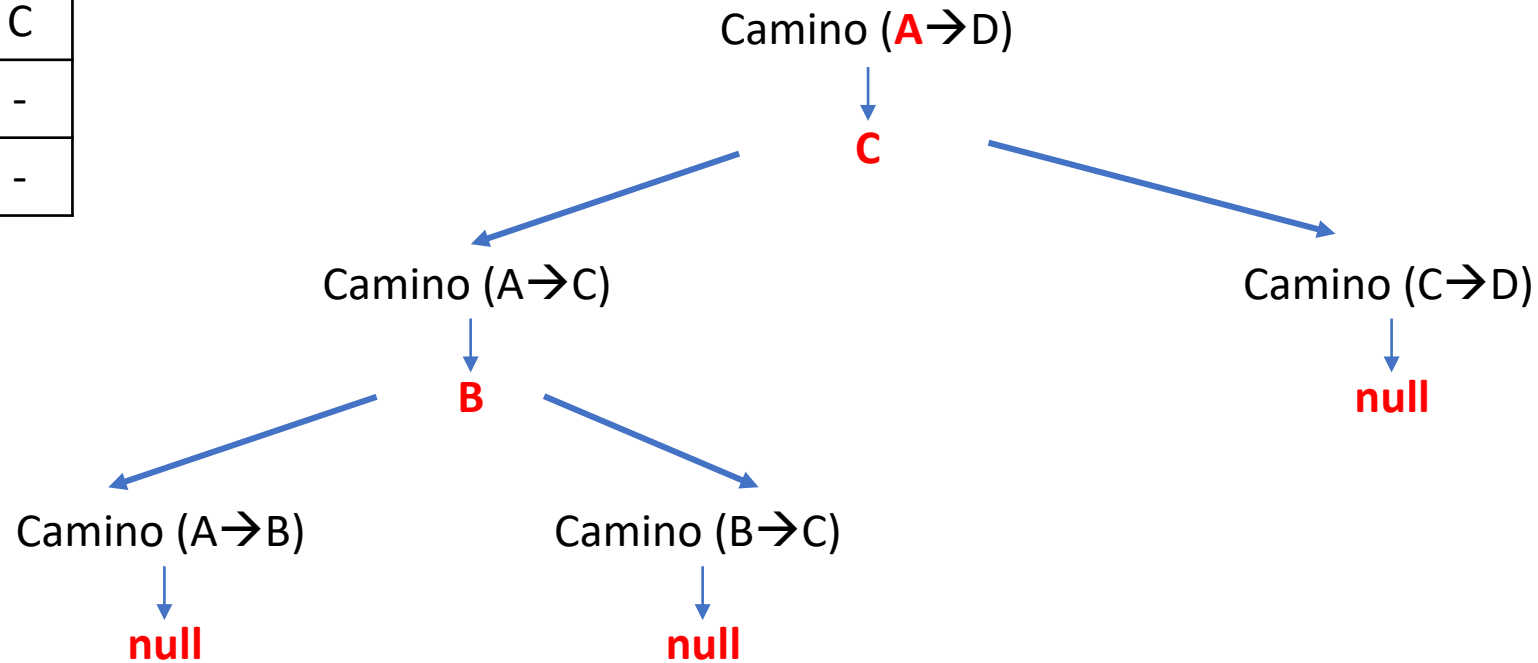 C
-
-
Camino (A→D)
C
Camino (A→C)
Camino (C→D)
B
null
Camino (A→B)
Camino (B→C)
null
null